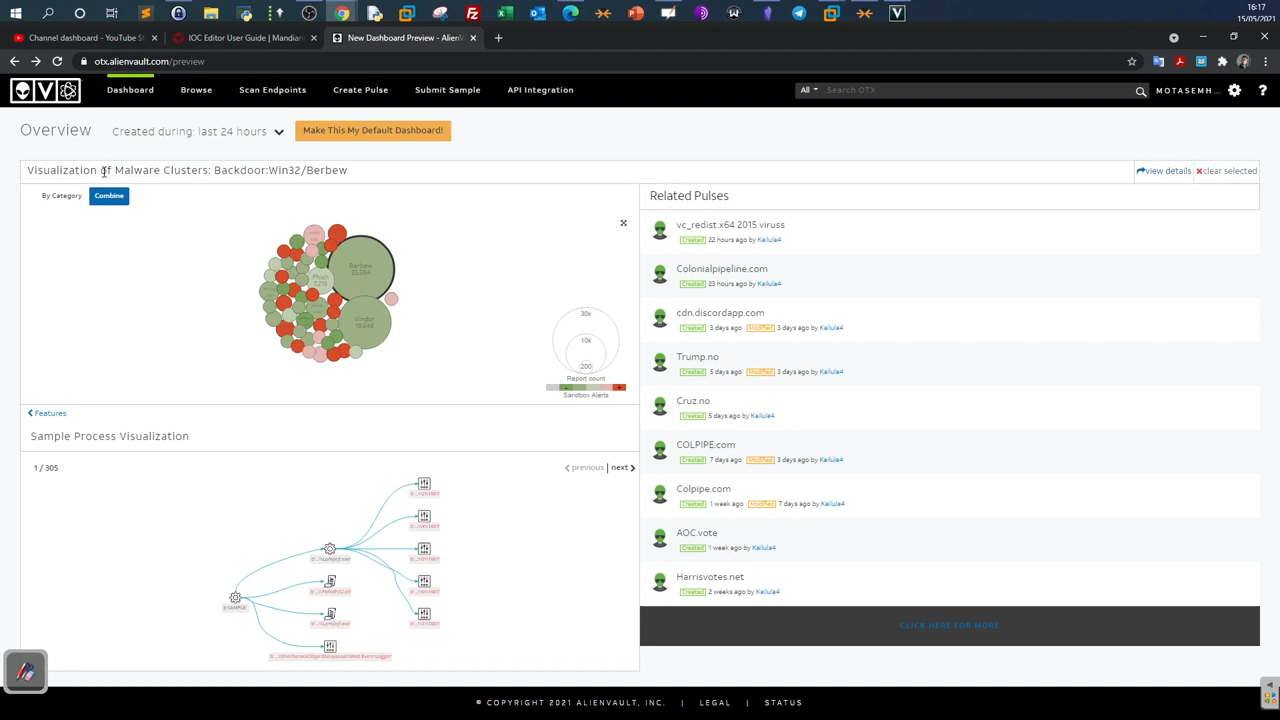 16:17
15/05/2021
Channel dashboard - YouTube St
IOC Editor User Guide | Mandian
New Dashboard Preview - AlienV
otx.alienvault.com/preview
Dashboard
Browse
Scan Endpoints
Create Pulse
Submit Sample
API Integration
All
Search OTX
MOTASEMH...
Overview
Created during: last 24 hours
Make This My Default Dashboard!
Visualization of Malware Clusters: Backdoor:Win32/Berbew
view details
clear selected
By Category
Combine
Related Pulses
Berbew
Phish
7,215
Vindor
19,648
30k
10k
200
Report count
- +
Sandbox Alerts
vc_redist.x64 2015 viruss
Created 22 hours ago by Kailula4
Colonialpipeline.com
Created 23 hours ago by Kailula4
cdn.discordapp.com
Created 3 days ago Modified 3 days ago by Kailula4
Trump.no
Created 5 days ago Modified 3 days ago by Kailula4
Cruz.no
Created 5 days ago by Kailula4
COLPIPE.com
Created 7 days ago Modified 3 days ago by Kailula4
Colpipe.com
Created 1 week ago Modified 7 days ago by Kailula4
AOC.vote
Created 1 week ago by Kailula4
Harrisvotes.net
Created 2 weeks ago by Kailula4
CLICK HERE FOR MORE
Features
Sample Process Visualization
1 / 305
previous | next
© COPYRIGHT 2021 ALIENVAULT, INC. | LEGAL | STATUS